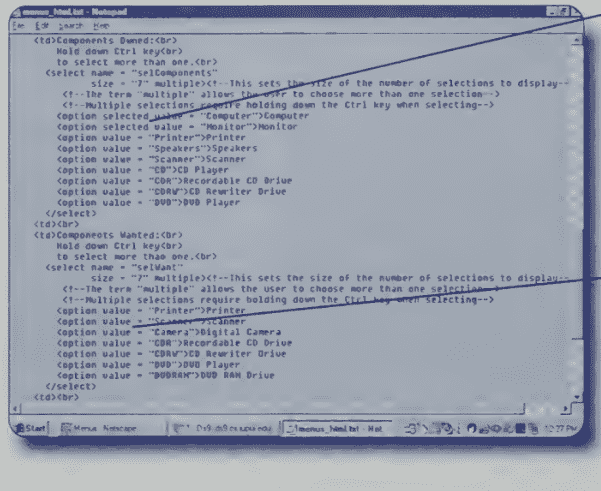 menus_html.txt - Notepad
File Edit Search Help
<td>Components Owned:<br>
Hold down Ctrl key<br>
to select more than one.<br>
<select name = "selComponents"
size = "7" multiple><!--This sets the size of the number of selections to display--
<!--The term "multiple" allows the user to choose more than one selection-->
<!--Multiple selections require holding down the Ctrl key when selecting-->
<option selected value = "Computer">Computer
<option selected value = "Monitor">Monitor
<option value = "Printer">Printer
<option value = "Speakers">Speakers
<option value = "Scanner">Scanner
<option value = "CD">CD Player
<option value = "CDR">Recordable CD Drive
<option value = "CDRW">CD Rewriter Drive
<option value = "DVD">DVD Player
</select>
<td><br>
<td>Components Wanted:<br>
Hold down Ctrl key<br>
to select more than one.<br>
<select name = "selWant"
size = "7" multiple><!--This sets the size of the number of selections to display--
<!--The term "multiple" allows the user to choose more than one selection-->
<!--Multiple selections require holding down the Ctrl key when selecting-->
<option value = "Printer">Printer
<option value = "Scanner">Scanner
<option value = "Camera">Digital Camera
<option value = "CDR">Recordable CD Drive
<option value = "CDRW">CD Rewriter Drive
<option value = "DVD">DVD Player
<option value = "DVDRAM">DVD RAM Drive
</select>
<td><br>
Start Menus Netscape menus_html.txt - Not 12:27 PM